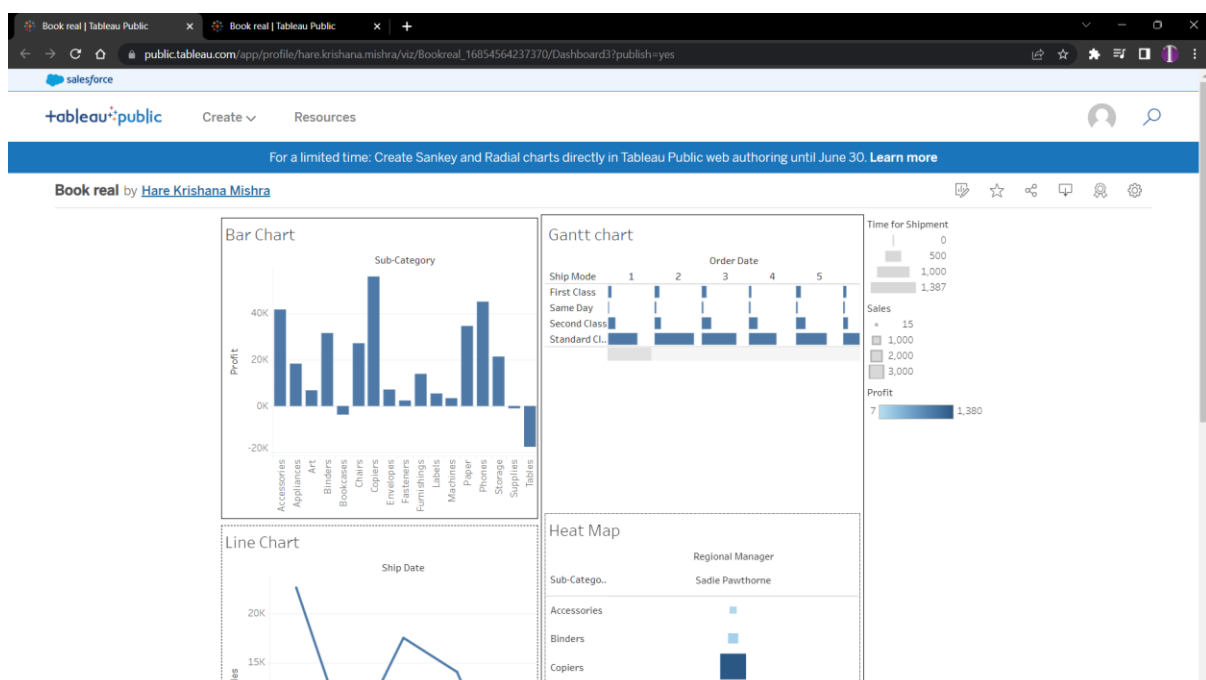 Book real | Tableau Public
Book real | Tableau Public
public.tableau.com/app/profile/hare.krishana.mishra/viz/Bookreal_16854564237370/Dashboard3?publish=yes
salesforce
+ableau public
Create
Resources
For a limited time: Create Sankey and Radial charts directly in Tableau Public web authoring until June 30. Learn more
Book real by Hare Krishana Mishra
Bar Chart
Sub-Category
Profit
40K
20K
0K
-20K
Accessories
Appliances
Art
Binders
Bookcases
Chairs
Copiers
Envelopes
Fasteners
Furnishings
Labels
Machines
Paper
Phones
Storage
Supplies
Tables
Gantt chart
Order Date
Ship Mode 1 2 3 4 5
First Class
Same Day
Second Class
Standard Cl..
Time for Shipment
0
500
1,000
1,387
Sales
15
1,000
2,000
3,000
Profit
7 1,380
Line Chart
Ship Date
20K
15K
Heat Map
Regional Manager
Sub-Catego.. Sadie Pawthorne
Accessories
Binders
Copiers